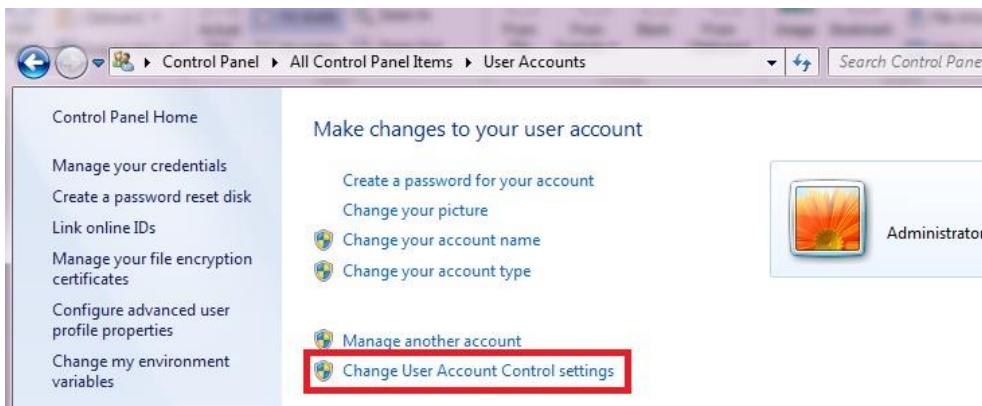 Control Panel ▸ All Control Panel Items ▸ User Accounts
Search Control Pane
Control Panel Home
Manage your credentials
Create a password reset disk
Link online IDs
Manage your file encryption
certificates
Configure advanced user
profile properties
Change my environment
variables
Make changes to your user account
Create a password for your account
Change your picture
Change your account name
Change your account type
Manage another account
Change User Account Control settings
Administrator